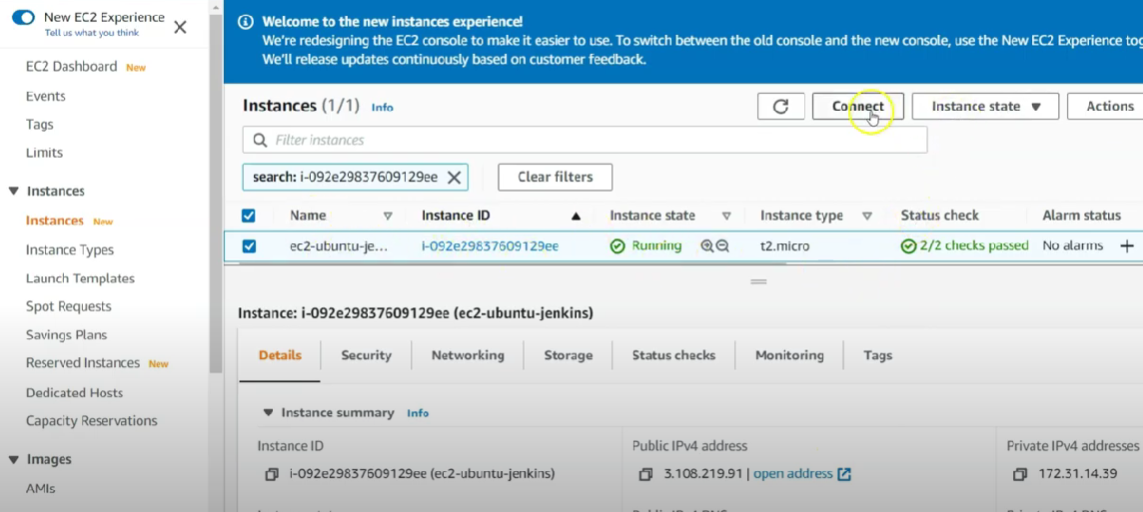 New EC2 Experience
Tell us what you think
EC2 Dashboard New
Events
Tags
Limits
Instances
Instances New
Instance Types
Launch Templates
Spot Requests
Savings Plans
Reserved Instances New
Dedicated Hosts
Capacity Reservations
Images
AMIs
Welcome to the new instances experience!
We're redesigning the EC2 console to make it easier to use. To switch between the old console and the new console, use the New EC2 Experience tog
We'll release updates continuously based on customer feedback.
Instances (1/1) Info
Connect Instance state Actions
Filter instances
search: i-092e29837609129ee Clear filters
Name Instance ID Instance state Instance type Status check Alarm status
ec2-ubuntu-je... i-092e29837609129ee Running t2.micro 2/2 checks passed No alarms
Instance: i-092e29837609129ee (ec2-ubuntu-jenkins)
Details Security Networking Storage Status checks Monitoring Tags
Instance summary Info
Instance ID Public IPv4 address Private IPv4 addresses
i-092e29837609129ee (ec2-ubuntu-jenkins) 3.108.219.91 | open address 172.31.14.39